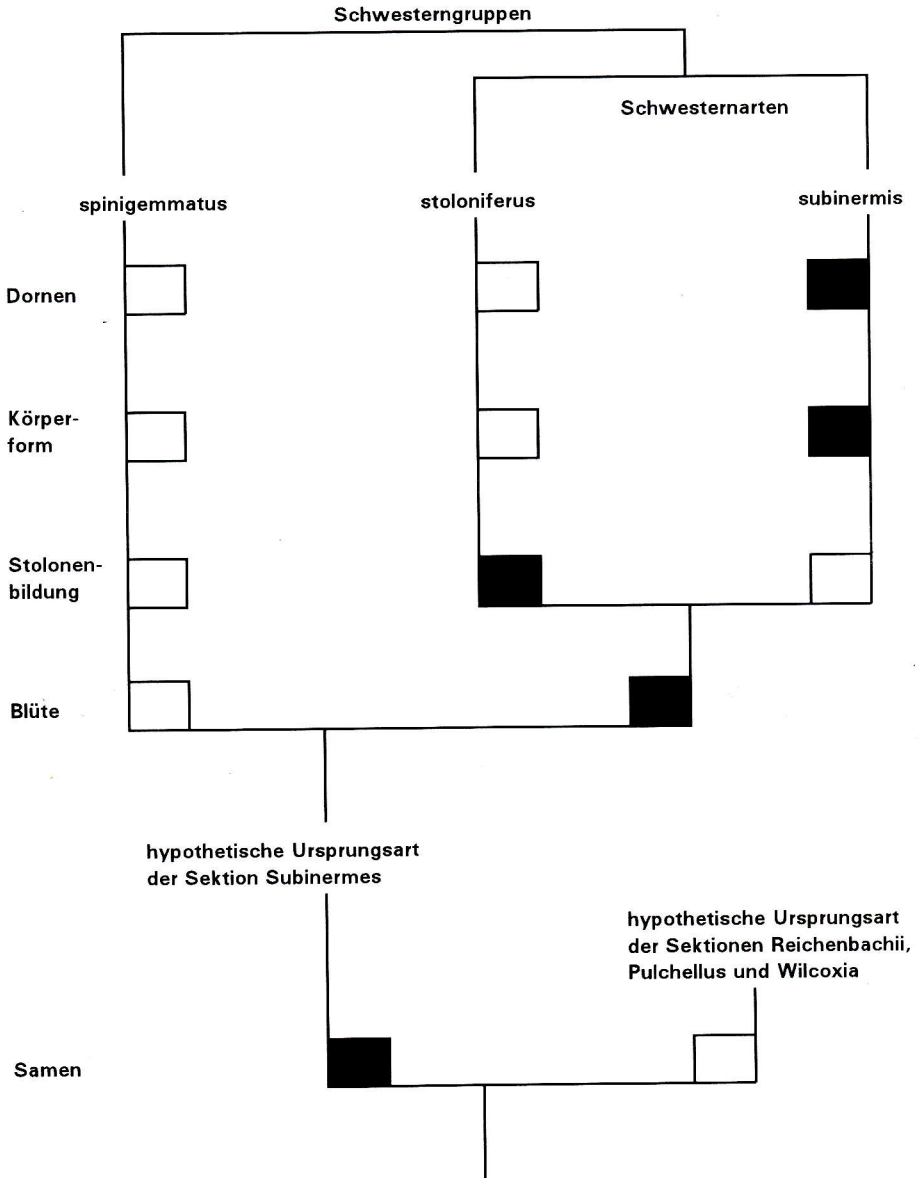 Schwesterngruppen
Schwesternarten
spinigemmatus
stoloniferus
subinermis
Dornen
Körper-
form
Stolonen-
bildung
Blüte
hypothetische Ursprungsart
der Sektion Subinermes
hypothetische Ursprungsart
der Sektionen Reichenbachii,
Pulchellus und Wilcoxia
Samen